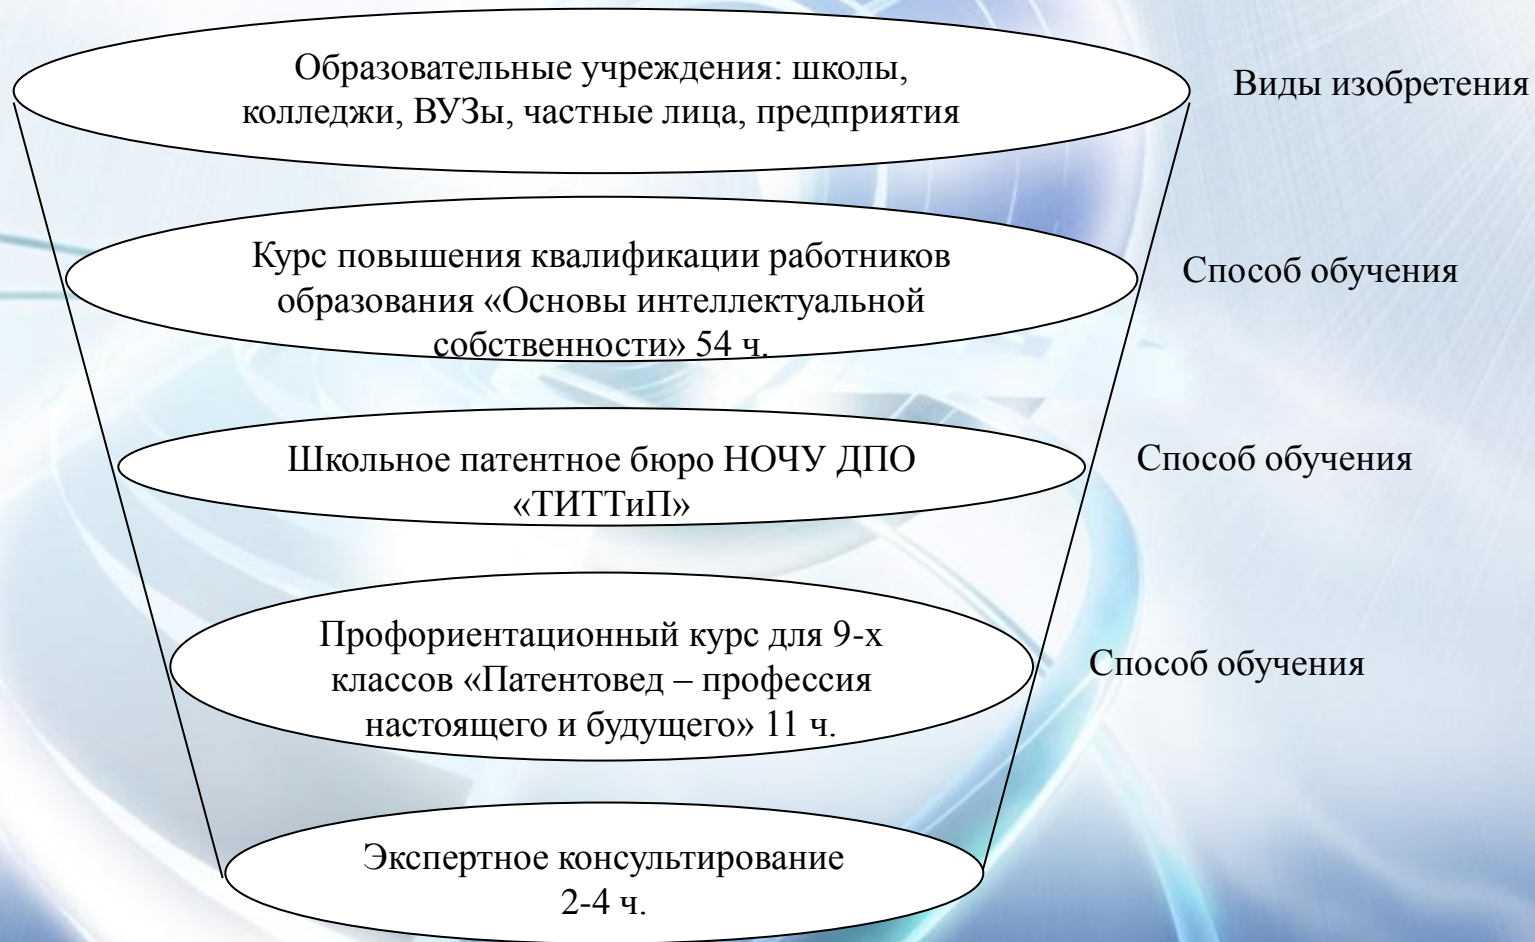 Образовательные учреждения: школы,
колледжи, ВУЗы, частные лица, предприятия
Виды изобретения
Курс повышения квалификации работников
образования «Основы интеллектуальной
собственности» 54 ч.
Способ обучения
Школьное патентное бюро НОЧУ ДПО
«ТИТТиП»
Способ обучения
Профориентационный курс для 9-х
классов «Патентовед – профессия
настоящего и будущего» 11 ч.
Способ обучения
Экспертное консультирование
2-4 ч.